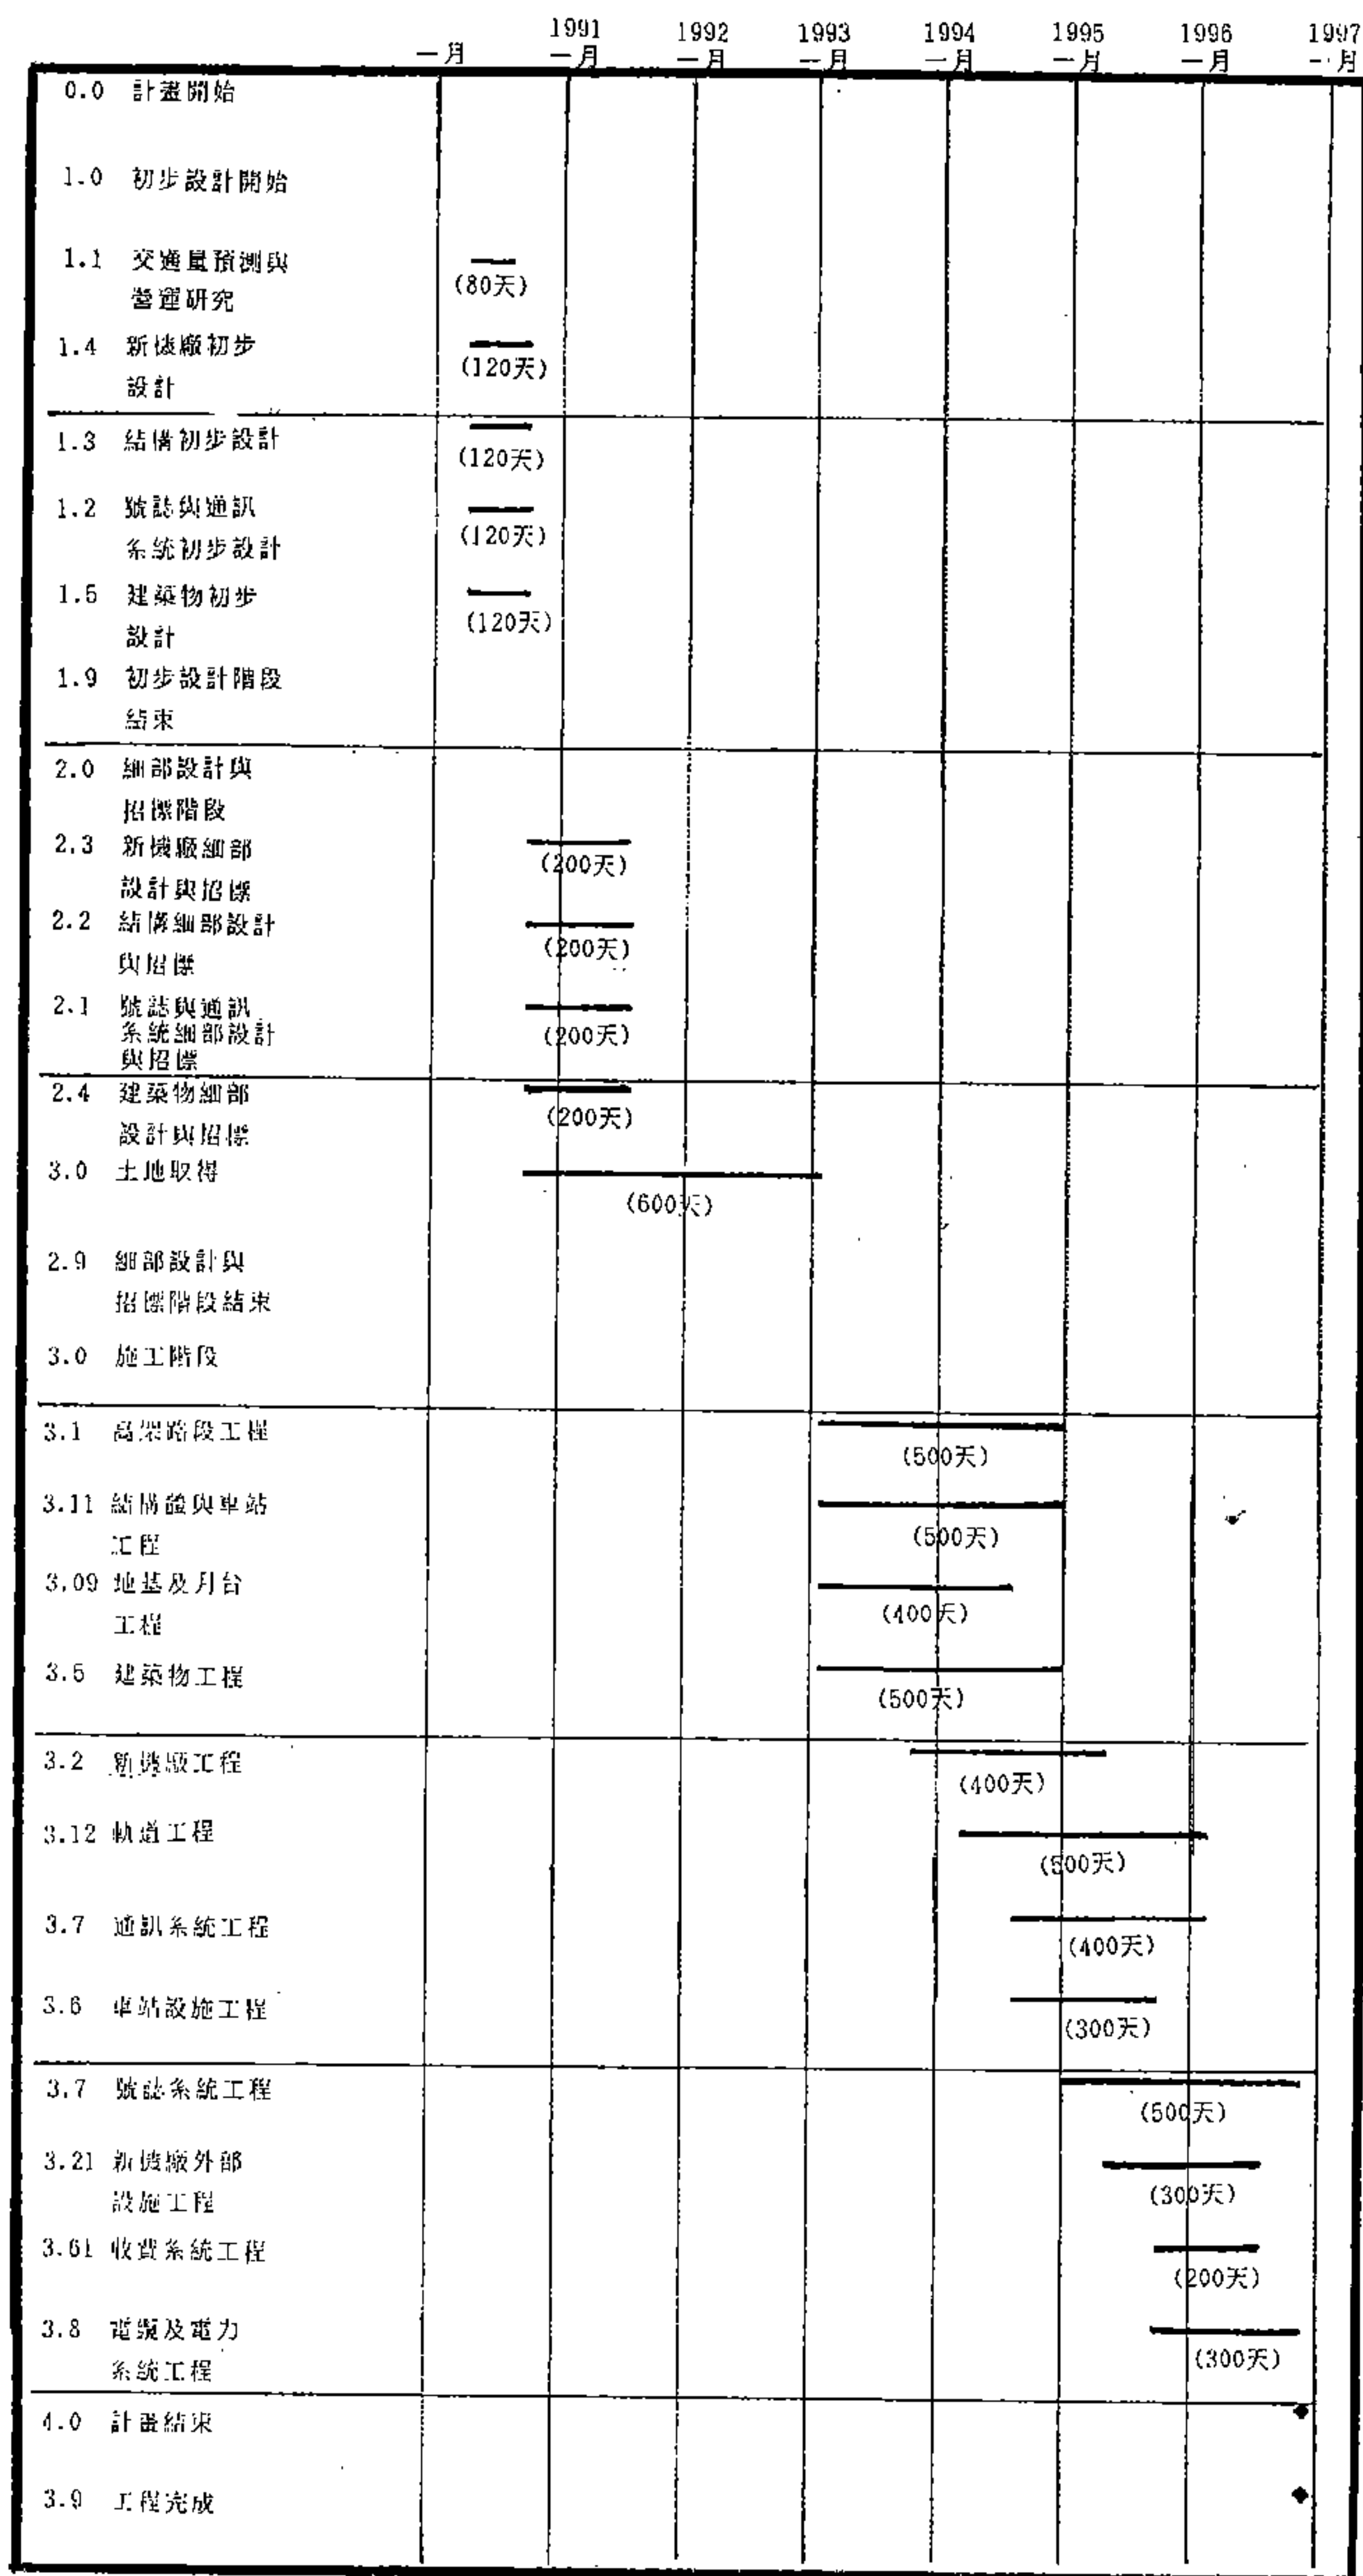 1991 1992 1993 1994 1995 1996 1997
一月 一月 一月 一月 一月 一月 一月 一月
0.0 計畫開始
1.0 初步設計開始
1.1 交通量預測與
營運研究
(80天)
1.4 新機廠初步
設計
(120天)
1.3 結構初步設計
(120天)
1.2 號誌與通訊
系統初步設計
(120天)
1.5 建築物初步
設計
(120天)
1.9 初步設計階段
結束
2.0 細部設計與
招標階段
2.3 新機廠細部
設計與招標
(200天)
2.2 結構細部設計
與招標
(200天)
2.1 號誌與通訊
系統細部設計
與招標
(200天)
2.4 建築物細部
設計與招標
(200天)
3.0 土地取得
(600天)
2.9 細部設計與
招標階段結束
3.0 施工階段
3.1 高架路段工程
(500天)
3.11 結構體與車站
工程
(500天)
3.09 地基及月台
工程
(400天)
3.5 建築物工程
(500天)
3.2 新機廠工程
(400天)
3.12 軌道工程
(500天)
3.7 通訊系統工程
(400天)
3.6 車站設施工程
(300天)
3.7 號誌系統工程
(500天)
3.21 新機廠外部
設施工程
(300天)
3.61 收費系統工程
(200天)
3.8 電纜及電力
系統工程
(300天)
4.0 計畫結束
3.9 工程完成